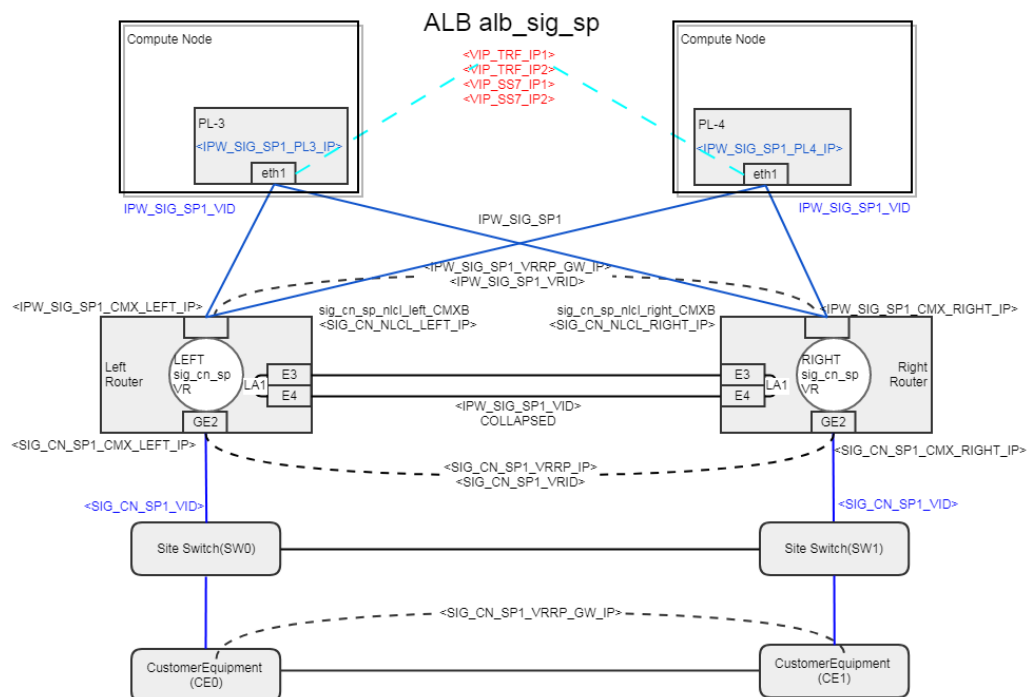 ALB alb_sig_sp
Compute Node
Compute Node
<VIP_TRF_IP1>
<VIP_TRF_IP2>
<VIP_SS7_IP1>
<VIP_SS7_IP2>
PL-3
<IPW_SIG_SP1_PL3_IP>
eth1
PL-4
<IPW_SIG_SP1_PL4_IP>
eth1
IPW_SIG_SP1_VID
IPW_SIG_SP1_VID
IPW_SIG_SP1
<IPW_SIG_SP1_VRRP_GW_IP>
<IPW_SIG_SP1_VRID>
<IPW_SIG_SP1_CMX_LEFT_IP>
sig_cn_sp_nlcl_left_CMXB
<SIG_CN_NLCL_LEFT_IP>
sig_cn_sp_nlcl_right_CMXB
<SIG_CN_NLCL_RIGHT_IP>
<IPW_SIG_SP1_CMX_RIGHT_IP>
Left
Router
LEFT
sig_cn_sp
VR
LA1
E3
E4
E3
E4
LA1
RIGHT
sig_cn_sp
VR
Right
Router
GE2
GE2
<IPW_SIG_SP1_VID>
COLLAPSED
<SIG_CN_SP1_CMX_LEFT_IP>
<SIG_CN_SP1_CMX_RIGHT_IP>
<SIG_CN_SP1_VRRP_IP>
<SIG_CN_SP1_VRID>
<SIG_CN_SP1_VID>
<SIG_CN_SP1_VID>
Site Switch(SW0)
Site Switch(SW1)
<SIG_CN_SP1_VRRP_GW_IP>
CustomerEquipment
(CE0)
CustomerEquipment
(CE1)